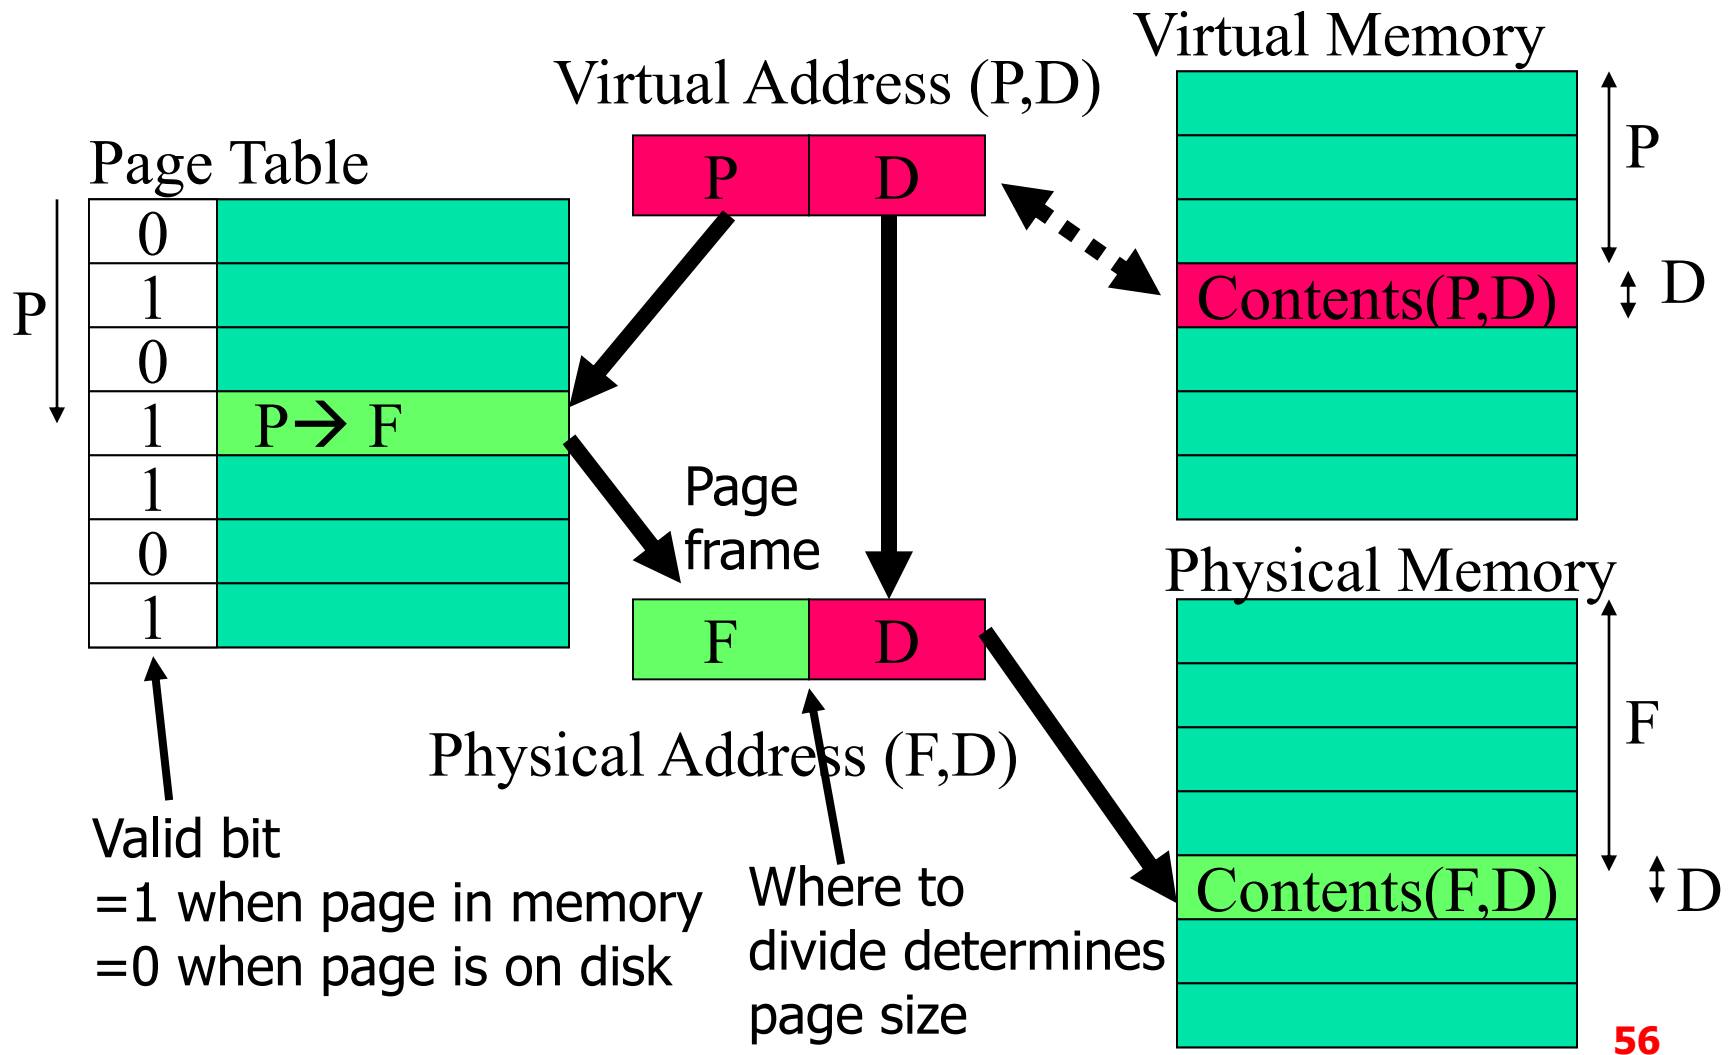 Virtual Memory
Virtual Address (P,D)
P D
P
Page Table
0
1
0
1 P→ F
1
0
1
P
Contents(P,D)
D
Page
frame
Physical Memory
F D
F
Physical Address (F,D)
Contents(F,D)
D
Valid bit
=1 when page in memory
=0 when page is on disk
Where to
divide determines
page size
56